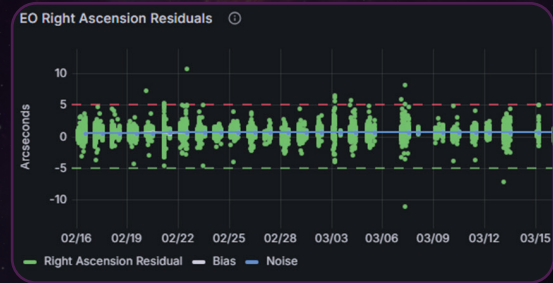 EO Right Ascension Residuals
Arcseconds
10
5
0
-5
-10
02/16 02/19 02/22 02/25 02/28 03/03 03/06 03/09 03/12 03/15
Right Ascension Residual Bias Noise